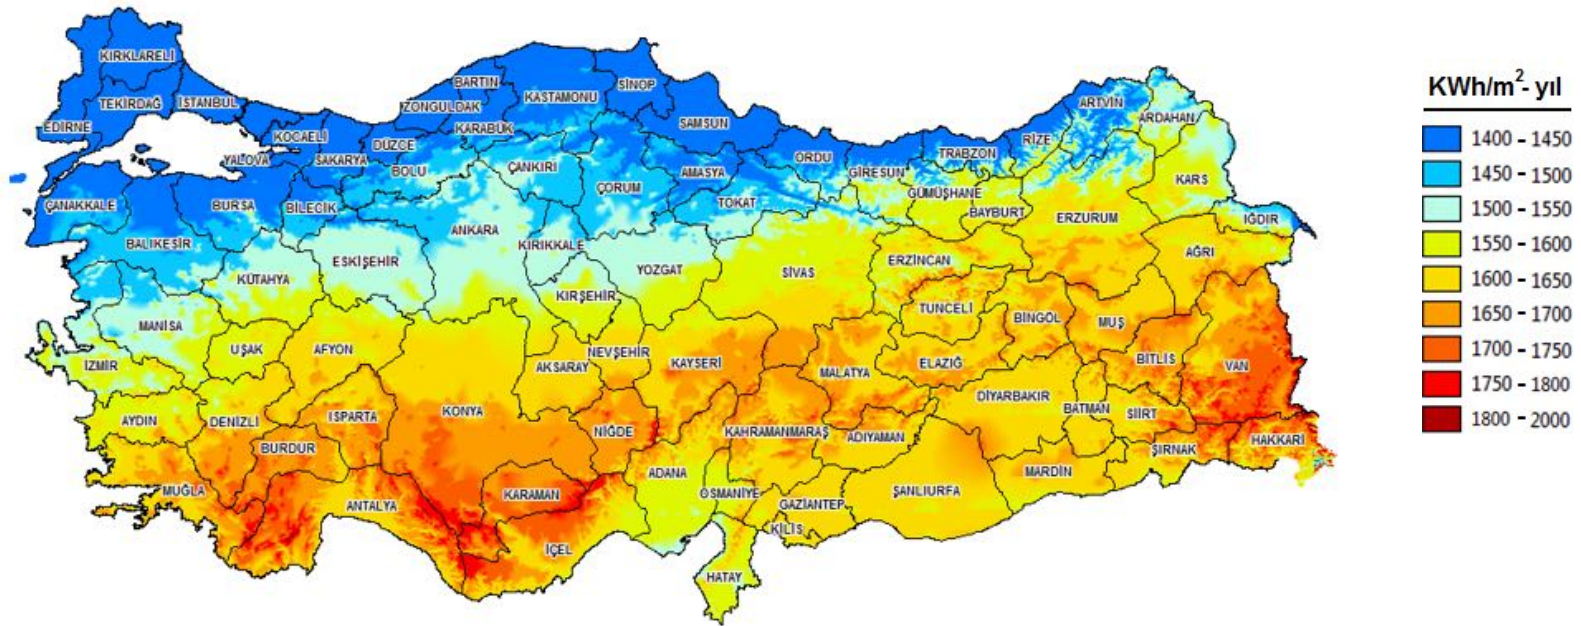 KIRKLARELİ
TEKİRDAĞ
İSTANBUL
EDİRNE
KOCAELİ
YALOVA
SAKARYA
DÜZCE
BOLU
ZONGULDAK
BARTIN
KARABÜK
KASTAMONU
SİNOP
SAMSUN
ÇANKIRI
ÇORUM
AMASYA
TOKAT
ORDU
GİRESUN
TRABZON
RİZE
ARTVİN
ARDAHAN
KARS
GÜMÜŞHANE
BAYBURT
ERZURUM
IĞDIR
AĞRI
ÇANAKKALE
BURSA
BİLECİK
BALIKEŞİR
KÜTAHYA
ESKİŞEHİR
ANKARA
KIRIKKALE
KIRŞEHİR
YOZGAT
SİVAS
ERZİNCAN
TUNCELİ
BİNGÖL
MUŞ
BİTLİS
VAN
MANİSA
UŞAK
AFYON
İZMİR
AYDIN
DENİZLİ
ISPARTA
BURDUR
KONYA
AKSARAY
NEVŞEHİR
KAYSERİ
NİĞDE
MALATYA
ELAZIĞ
DİYARBAKIR
BATMAN
SİİRT
ŞIRNAK
HAKKARİ
KAHRAMANMARAŞ
ADIYAMAN
MARDİN
ŞANLIURFA
MUĞLA
ANTALYA
KARAMAN
İÇEL
ADANA
OSMANİYE
GAZİANTEP
KİLİS
HATAY
KWh/m²- yıl
1400 - 1450
1450 - 1500
1500 - 1550
1550 - 1600
1600 - 1650
1650 - 1700
1700 - 1750
1750 - 1800
1800 - 2000